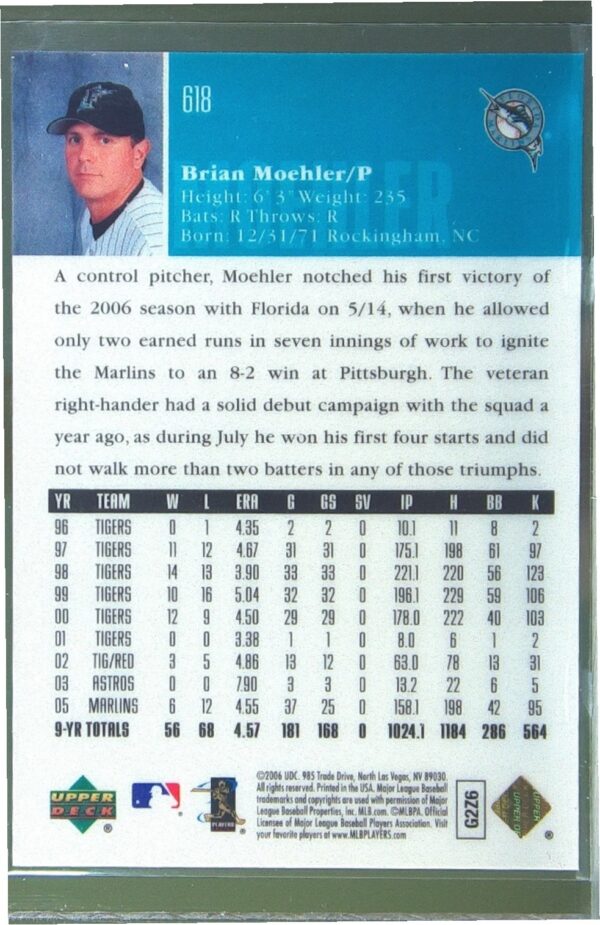 618
Brian Moehler/P
Height: 6' 3" Weight: 235
Bats: R Throws: R
Born: 12/31/71 Rockingham, NC
A control pitcher, Moehler notched his first victory of
the 2006 season with Florida on 5/14, when he allowed
only two earned runs in seven innings of work to ignite
the Marlins to an 8-2 win at Pittsburgh. The veteran
right-hander had a solid debut campaign with the squad a
year ago, as during July he won his first four starts and did
not walk more than two batters in any of those triumphs.
YR TEAM W L ERA G GS SV IP H BB K
96 TIGERS 0 1 4.35 2 2 0 10.1 11 8 2
97 TIGERS 11 12 4.67 31 31 0 175.1 198 61 97
98 TIGERS 14 13 3.90 33 33 0 221.1 220 56 123
99 TIGERS 10 16 5.04 32 32 0 196.1 229 59 106
00 TIGERS 12 9 4.50 29 29 0 178.0 222 40 103
01 TIGERS 0 0 3.38 1 1 0 8.0 6 1 2
02 TIG/RED 3 5 4.86 13 12 0 63.0 78 13 31
03 ASTROS 0 0 7.90 3 3 0 13.2 22 6 5
05 MARLINS 6 12 4.55 37 25 0 158.1 198 42 95
9-YR TOTALS 56 68 4.57 181 168 0 1024.1 1184 286 564
©2006 UDC. 985 Trade Drive, North Las Vegas, NV 89030.
All rights reserved. Printed in the USA. Major League Baseball
trademarks and copyrights are used with permission of Major
League Baseball Properties, Inc. MLB.com. ©MLBPA. Official
Licensee of Major League Baseball Players Association. Visit
your favorite players at www.MLBPLAYERS.com
UPPER
DECK
®
PLAYERS
G2Z6
®